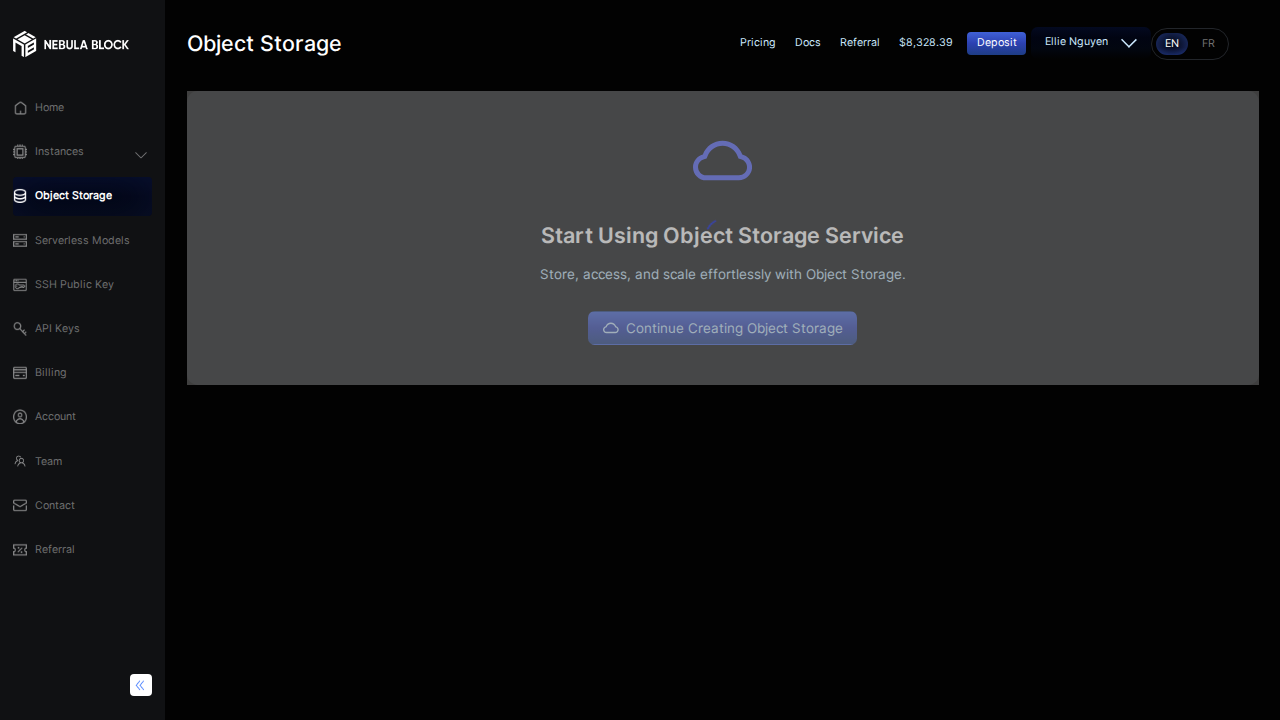 NEBULA BLOCK
Object Storage
Pricing
Docs
Referral
$8,328.39
Deposit
Ellie Nguyen
EN
FR
Home
Instances
Object Storage
Serverless Models
SSH Public Key
API Keys
Billing
Account
Team
Contact
Referral
Start Using Object Storage Service
Store, access, and scale effortlessly with Object Storage.
Continue Creating Object Storage